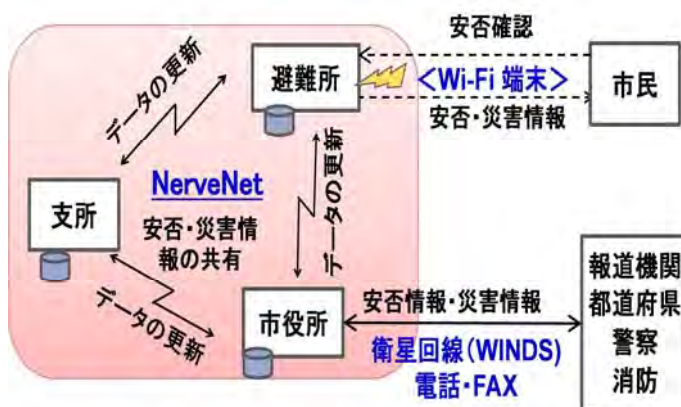 安否確認
避難所
<Wi-Fi 端末>
市民
安否・災害情報
データの更新
データの更新
NerveNet
支所
安否・災害情
報の共有
データの更新
市役所
安否情報・災害情報
衛星回線(WINDS)
電話・FAX
報道機関
都道府県
警察
消防